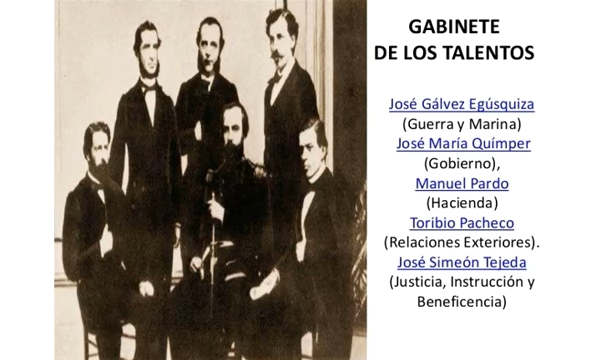 GABINETE
DE LOS TALENTOS
José Gálvez Egúsquiza
(Guerra y Marina)
José María Químper
(Gobierno),
Manuel Pardo
(Hacienda)
Toribio Pacheco
(Relaciones Exteriores).
José Simeón Tejeda
(Justicia, Instrucción y
Beneficencia)